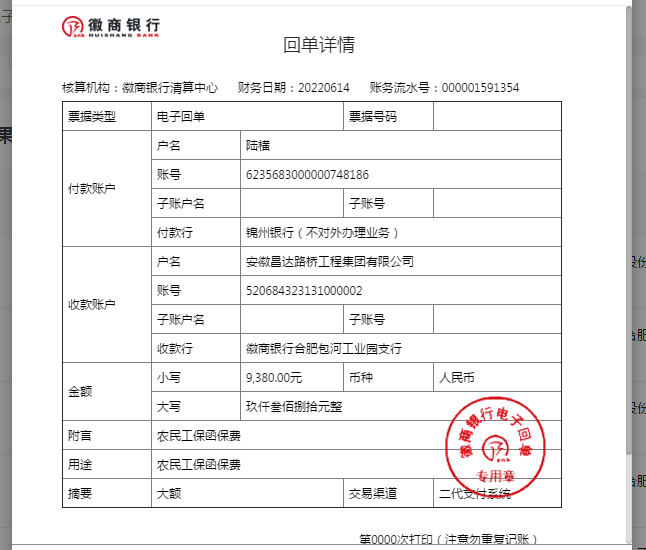 徽商银行
HUISHANG BANK
回单详情
核算机构：徽商银行清算中心 财务日期：20220614 账务流水号：000001591354
票据类型 电子回单 票据号码
付款账户
户名 陆横
账号 6235683000000748186
子账户名 子账号
付款行 锦州银行（不对外办理业务）
收款账户
户名 安徽昌达路桥工程集团有限公司
账号 520684323131000002
子账户名 子账号
收款行 徽商银行合肥包河工业园支行
金额
小写 9,380.00元 币种 人民币
大写 玖仟叁佰捌拾元整
附言 农民工保函保费
用途 农民工保函保费
摘要 大额 交易渠道 二代支付系统
徽商银行电子回单
专用章
第0000次打印（注意勿重复记账）